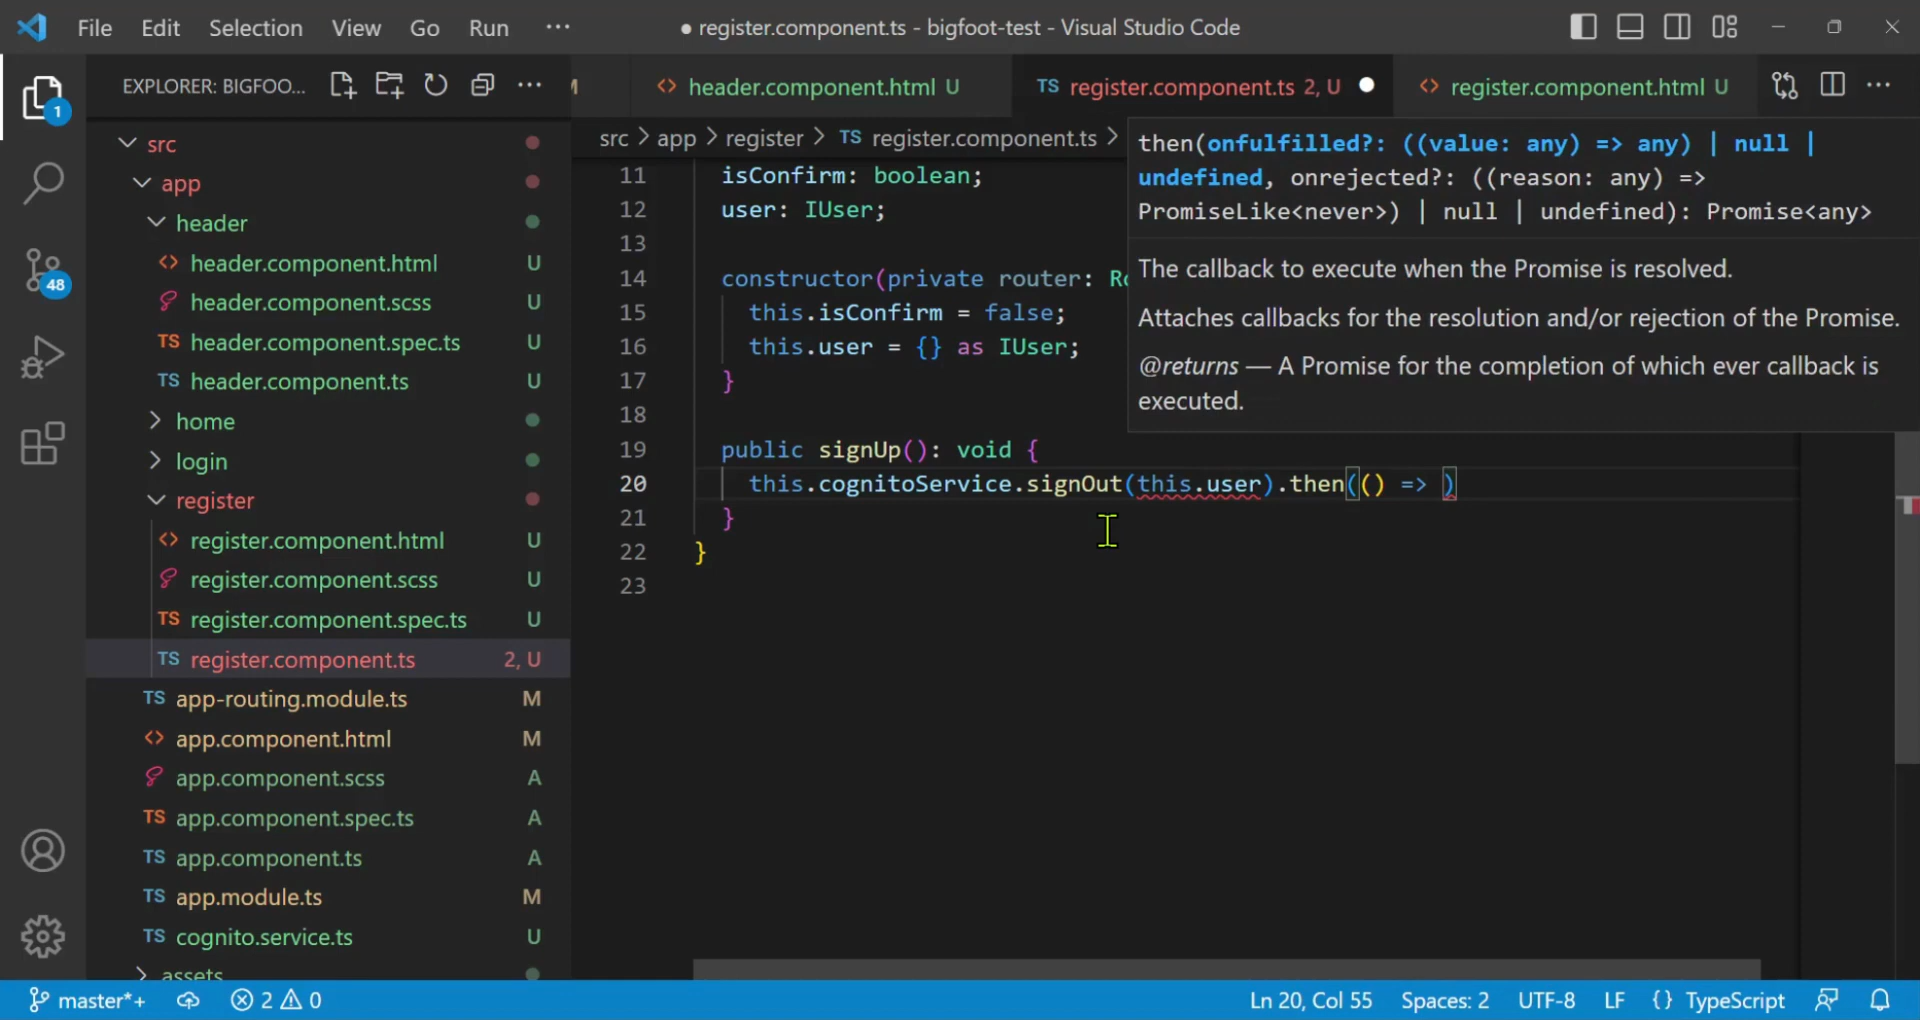 File Edit Selection View Go Run ··· ● register.component.ts - bigfoot-test - Visual Studio Code
EXPLORER: BIGFOO... ···
M
<> header.component.html U
TS register.component.ts 2, U ●
<> register.component.html U ···
src > app > register > TS register.component.ts >
1
48
src
app
header
<> header.component.html U
header.component.scss U
TS header.component.spec.ts U
TS header.component.ts U
home
login
register
<> register.component.html U
register.component.scss U
TS register.component.spec.ts U
TS register.component.ts 2, U
TS app-routing.module.ts M
<> app.component.html M
app.component.scss A
TS app.component.spec.ts A
TS app.component.ts A
TS app.module.ts M
TS cognito.service.ts U
assets
11 isConfirm: boolean;
12 user: IUser;
13
14 constructor(private router: Ro
15 this.isConfirm = false;
16 this.user = {} as IUser;
17 }
18
19 public signUp(): void {
20 this.cognitoService.signOut(this.user).then(() => )
21 }
22 }
23
then(onfulfilled?: ((value: any) => any) | null |
undefined, onrejected?: ((reason: any) =>
PromiseLike<never>) | null | undefined): Promise<any>
The callback to execute when the Promise is resolved.
Attaches callbacks for the resolution and/or rejection of the Promise.
@returns — A Promise for the completion of which ever callback is
executed.
master*+ 2 0 Ln 20, Col 55 Spaces: 2 UTF-8 LF {} TypeScript